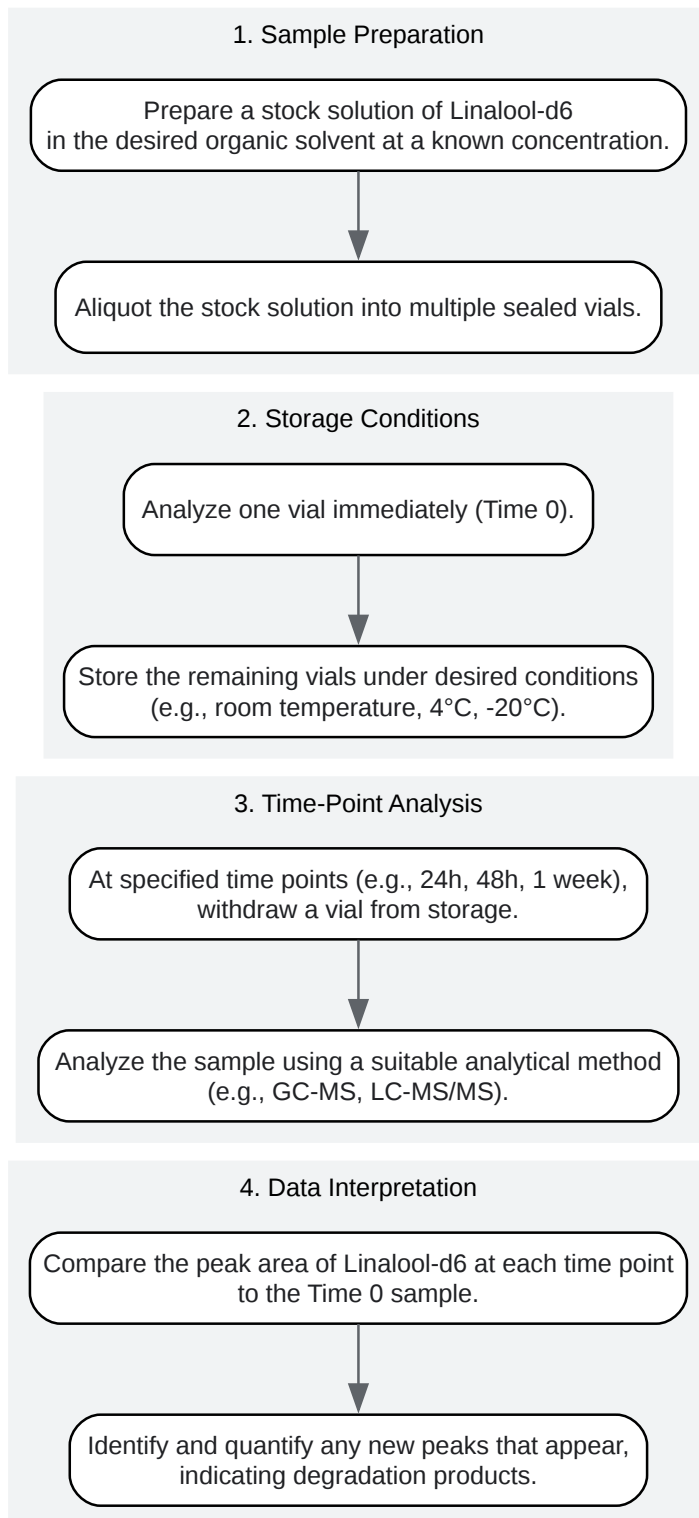 1. Sample Preparation
Prepare a stock solution of Linalool-d6
in the desired organic solvent at a known concentration.
Aliquot the stock solution into multiple sealed vials.
2. Storage Conditions
Analyze one vial immediately (Time 0).
Store the remaining vials under desired conditions
(e.g., room temperature, 4°C, -20°C).
3. Time-Point Analysis
At specified time points (e.g., 24h, 48h, 1 week),
withdraw a vial from storage.
Analyze the sample using a suitable analytical method
(e.g., GC-MS, LC-MS/MS).
4. Data Interpretation
Compare the peak area of Linalool-d6 at each time point
to the Time 0 sample.
Identify and quantify any new peaks that appear,
indicating degradation products.